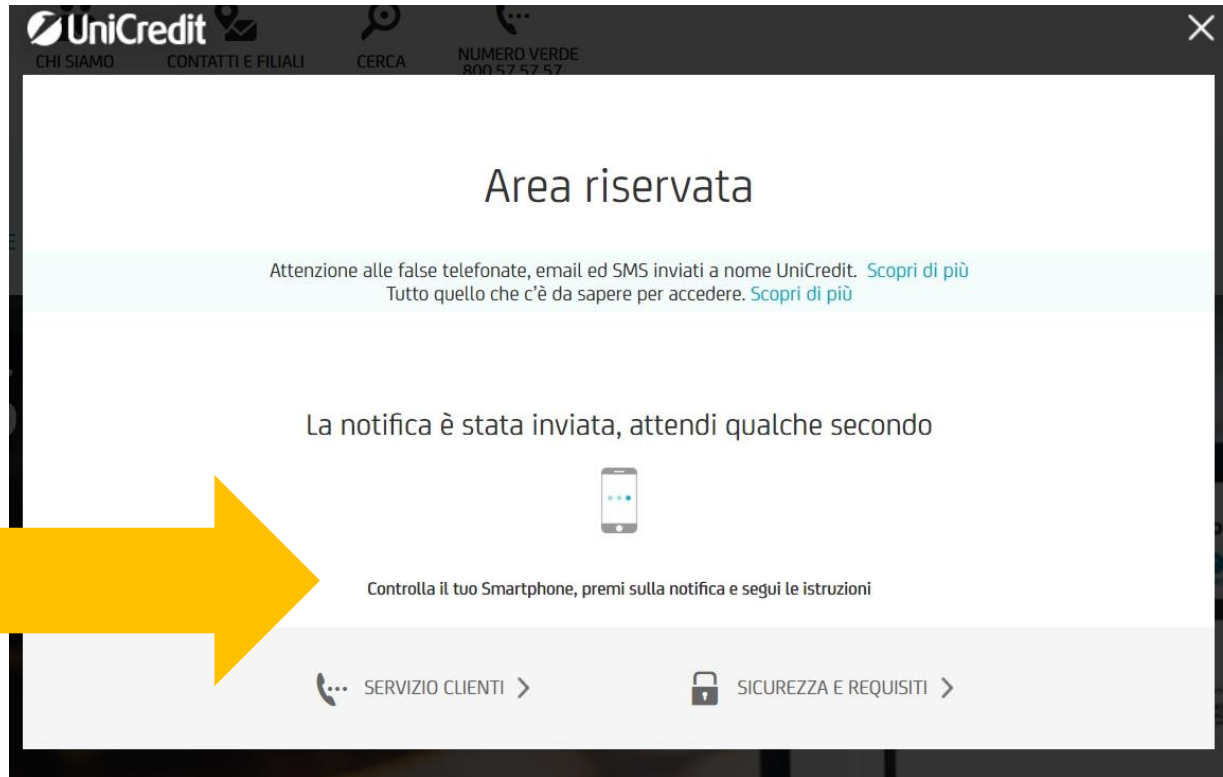 UniCredit
CHI SIAMO
CONTATTI E FILIALI
CERCA
NUMERO VERDE
800 57 57 57
Area riservata
Attenzione alle false telefonate, email ed SMS inviati a nome UniCredit. Scopri di più
Tutto quello che c'è da sapere per accedere. Scopri di più
La notifica è stata inviata, attendi qualche secondo
Controlla il tuo Smartphone, premi sulla notifica e segui le istruzioni
SERVIZIO CLIENTI
SICUREZZA E REQUISITI